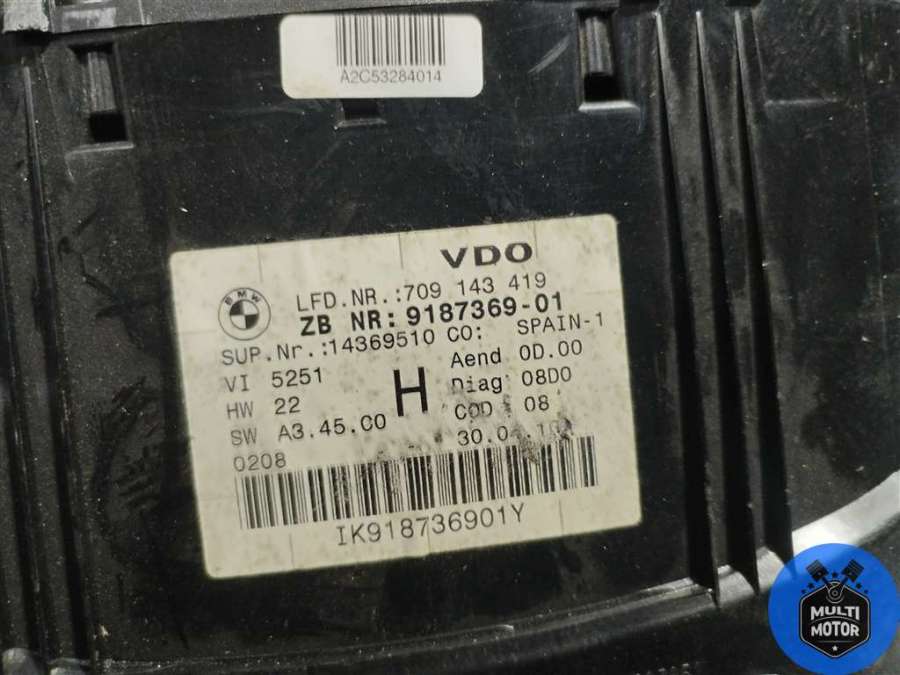 A2C53284014
VDO
BMW
LFD.NR.:709 143 419
ZB NR: 9187369-01
SUP.Nr.:14369510 CO: SPAIN-1
VI 5251 Aend 0D.00
HW 22 H Diag 08D0
SW A3.45.C0 COD 08
0208
IK918736901Y
MULTI
MOTOR